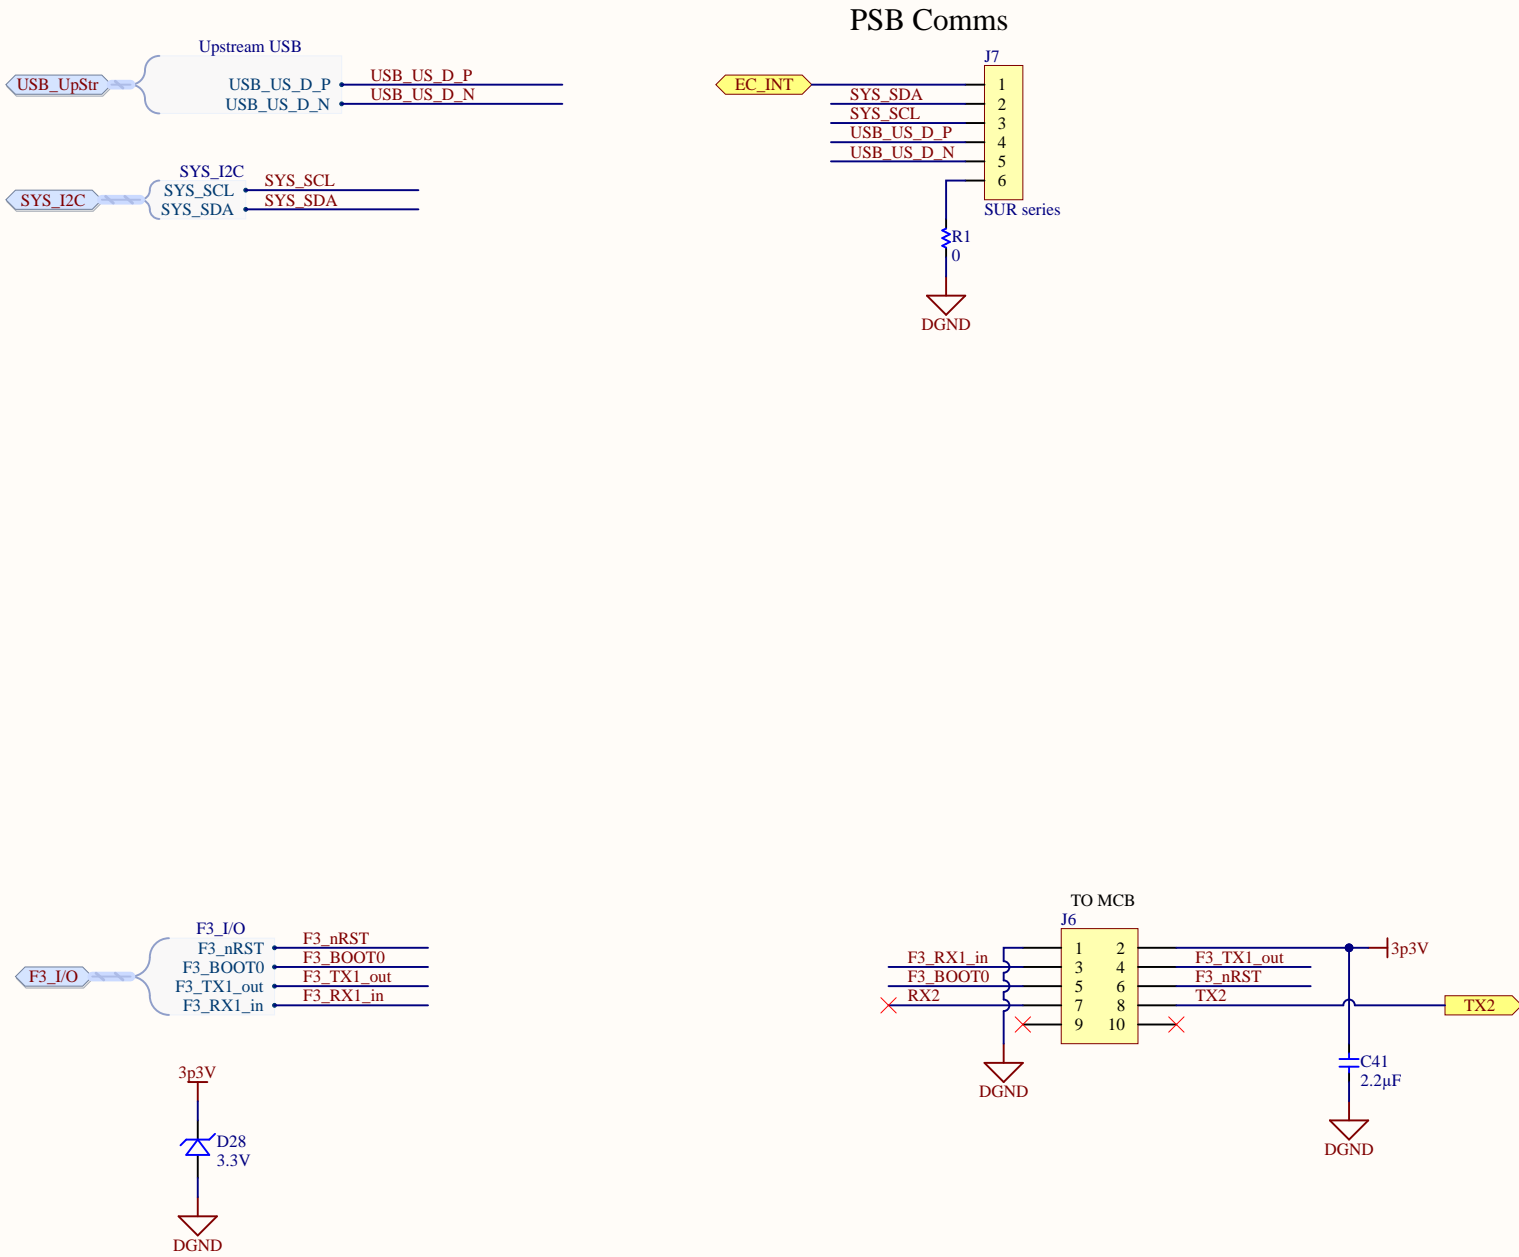 PSB Comms
Upstream USB
USB_UpStr
USB_US_D_P
USB_US_D_P
USB_US_D_N
USB_US_D_N
SYS_I2C
SYS_I2C
SYS_SCL
SYS_SCL
SYS_SDA
SYS_SDA
J7
EC_INT
1
SYS_SDA
2
SYS_SCL
3
USB_US_D_P
4
USB_US_D_N
5
6
SUR series
R1
0
DGND
F3_I/O
F3_I/O
F3_nRST
F3_nRST
F3_BOOT0
F3_BOOT0
F3_TX1_out
F3_TX1_out
F3_RX1_in
F3_RX1_in
3p3V
D28
3.3V
DGND
TO MCB
J6
1 2
3p3V
F3_RX1_in
3 4
F3_TX1_out
F3_BOOT0
5 6
F3_nRST
RX2
7 8
TX2
TX2
9 10
DGND
C41
2.2µF
DGND